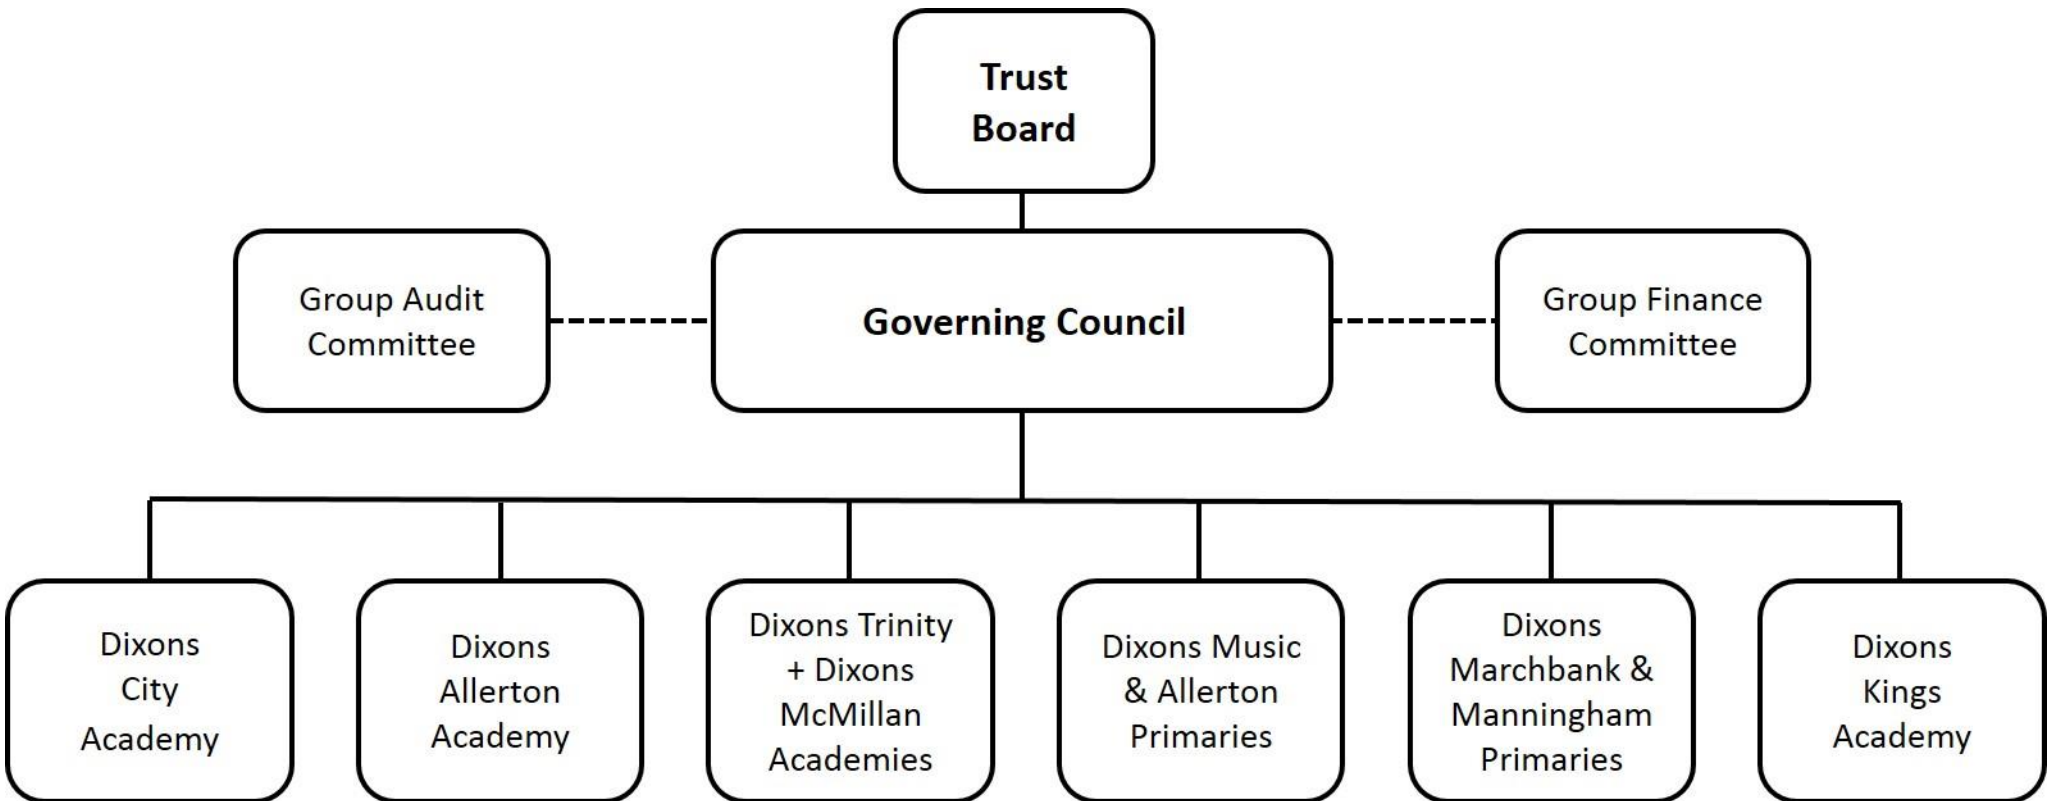 Trust
Board
Group Audit
Committee
Governing Council
Group Finance
Committee
Dixons
City
Academy
Dixons
Allerton
Academy
Dixons Trinity
+ Dixons
McMillan
Academies
Dixons Music
& Allerton
Primaries
Dixons
Marchbank &
Manningham
Primaries
Dixons
Kings
Academy